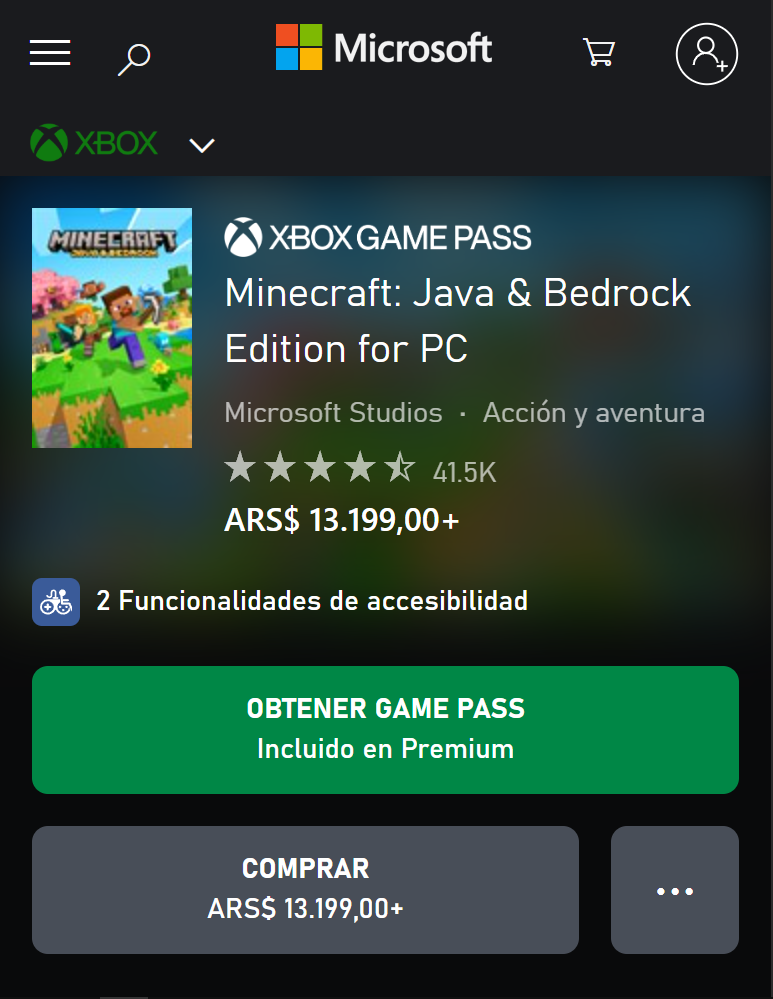 Microsoft
XBOX
MINECRAFT
JAVA & BEDROCK
XBOX GAME PASS
Minecraft: Java & Bedrock
Edition for PC
Microsoft Studios · Acción y aventura
41.5K
ARS$ 13.199,00+
2 Funcionalidades de accesibilidad
OBTENER GAME PASS
Incluido en Premium
COMPRAR
ARS$ 13.199,00+